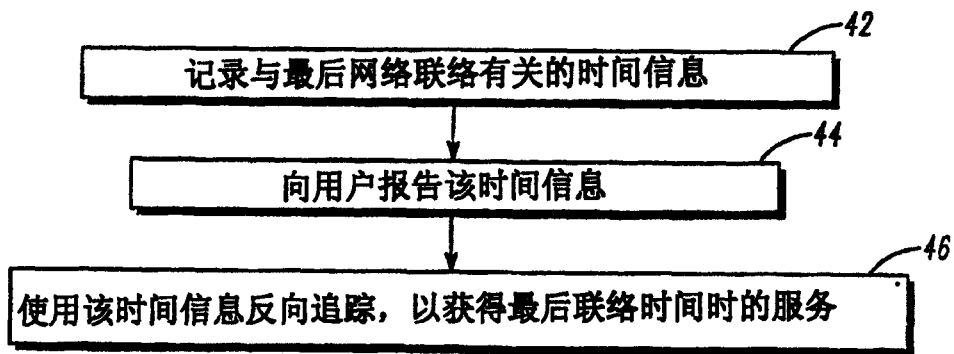 42
记录与最后网络联络有关的时间信息
44
向用户报告该时间信息
46
使用该时间信息反向追踪，以获得最后联络时间时的服务